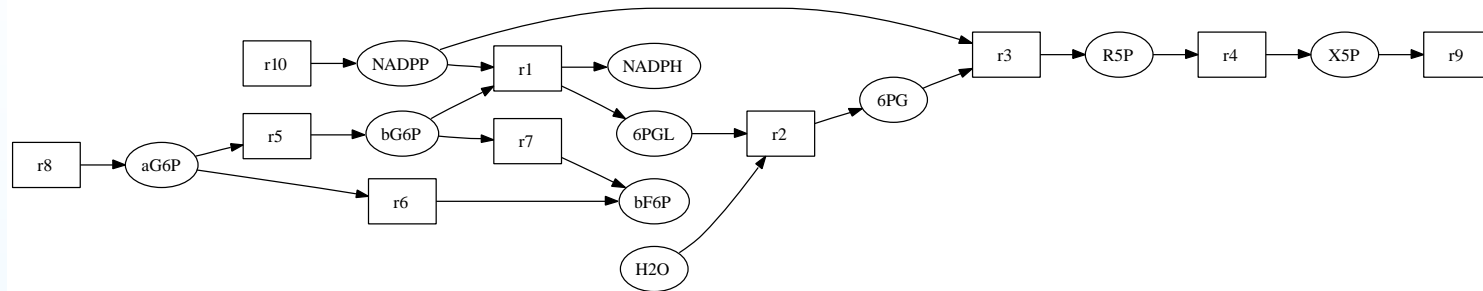 r3
R5P
r4
X5P
r9
r10
NADPP
r1
NADPH
6PG
r5
bG6P
r7
6PGL
r2
r8
aG6P
r6
bF6P
H2O